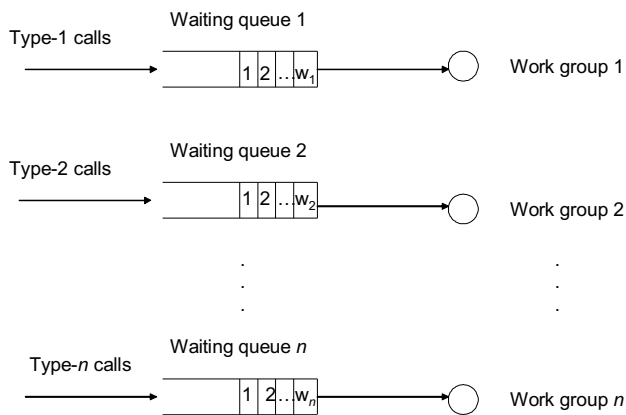 Waiting queue 1
Type-1 calls
1 2 ... w₁
Work group 1
Waiting queue 2
Type-2 calls
1 2 ... w₂
Work group 2
. .
. .
. .
Waiting queue n
Type-n calls
1 2 ... wₙ
Work group n